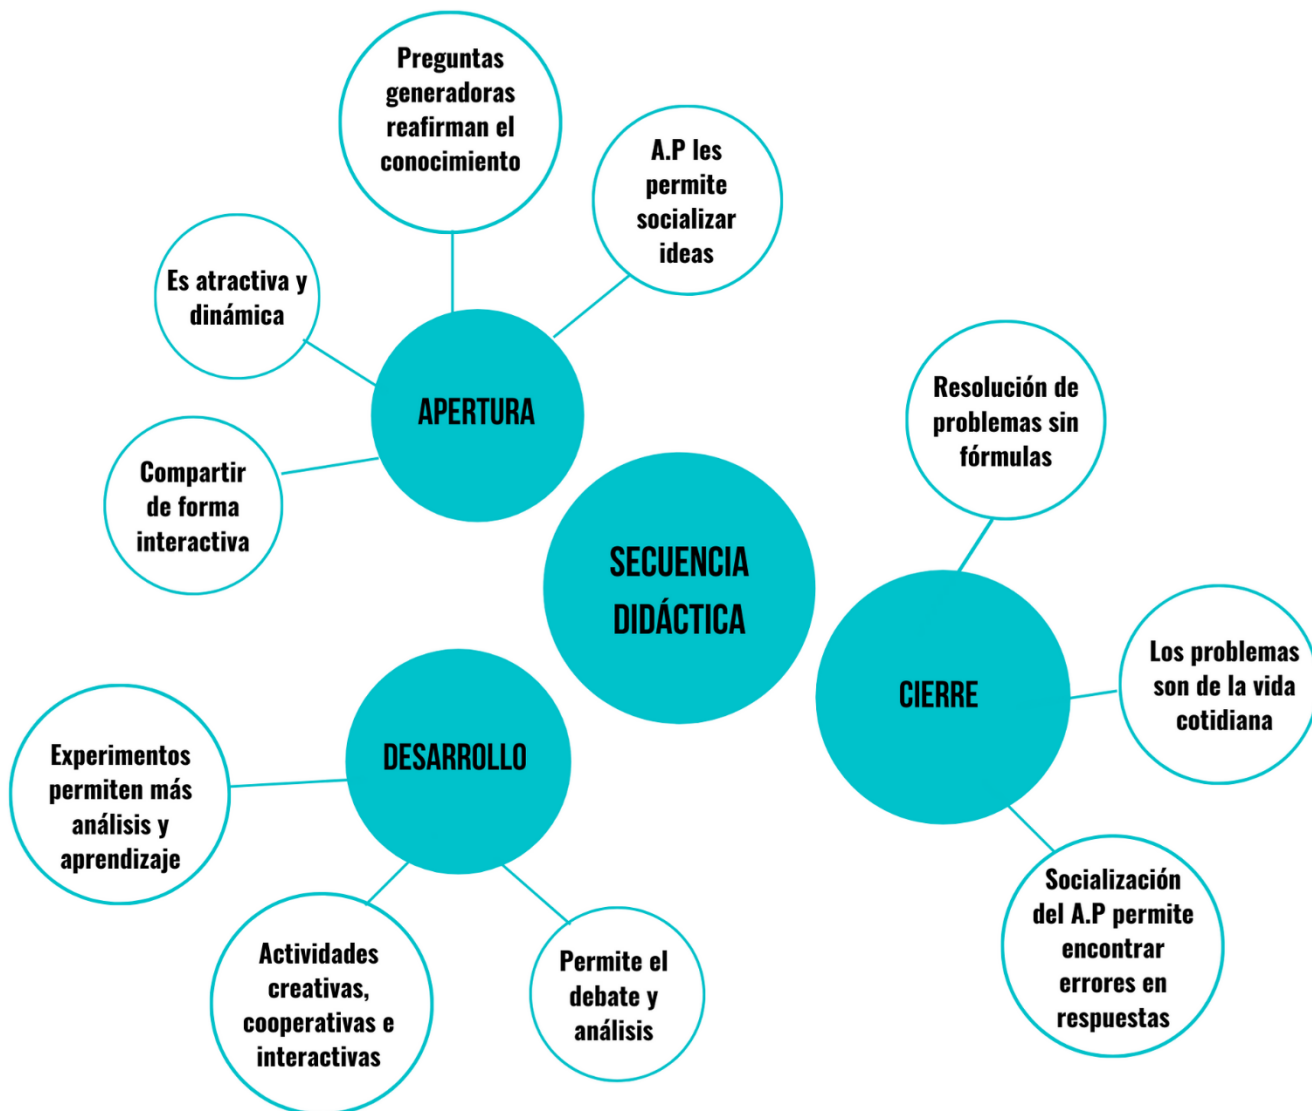 Preguntas
generadoras
reafirman el
conocimiento
A.P les
permite
socializar
ideas
Es atractiva y
dinámica
APERTURA
Compartir
de forma
interactiva
Resolución de
problemas sin
fórmulas
SECUENCIA
DIDÁCTICA
CIERRE
Los problemas
son de la vida
cotidiana
Socialización
del A.P permite
encontrar
errores en
respuestas
DESARROLLO
Experimentos
permiten más
análisis y
aprendizaje
Actividades
creativas,
cooperativas e
interactivas
Permite el
debate y
análisis